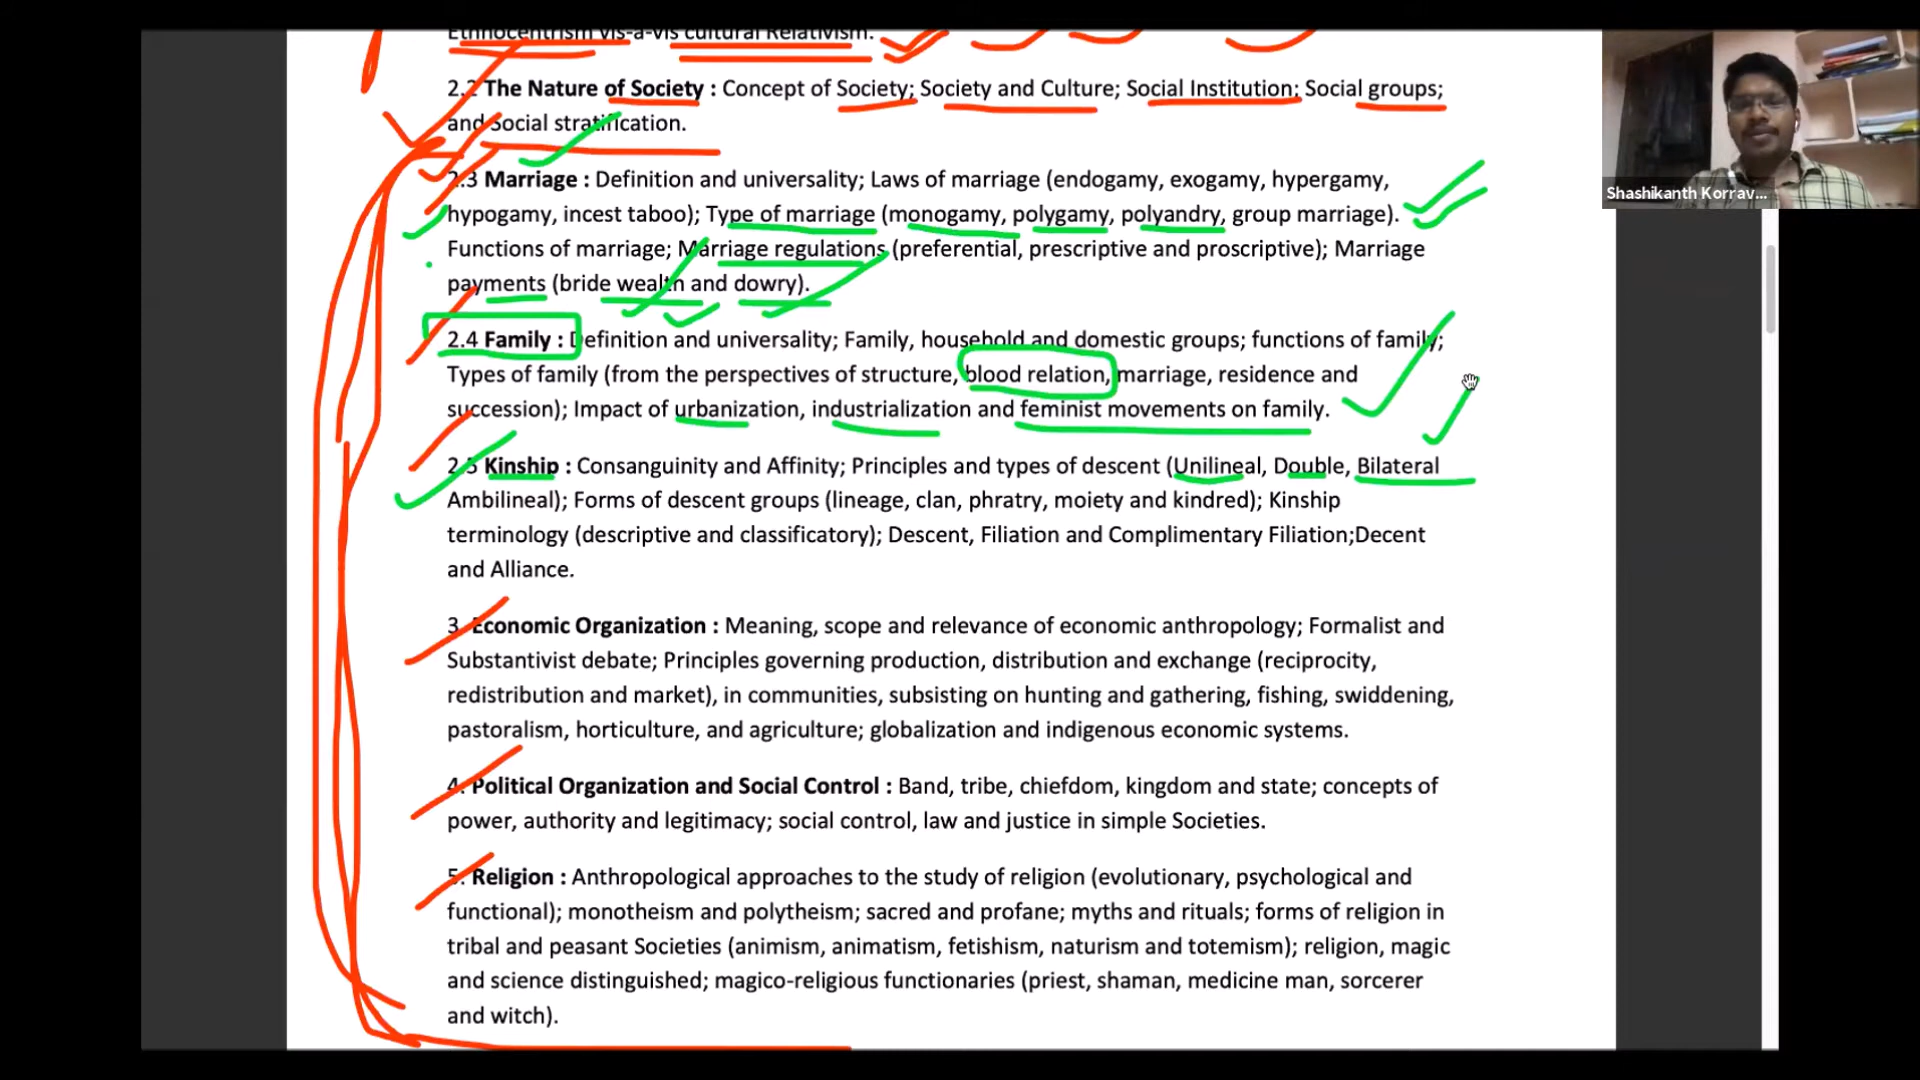 Ethnocentrism vis-a-vis cultural Relativism.
2.2 The Nature of Society : Concept of Society; Society and Culture; Social Institution; Social groups;
and Social stratification.
2.3 Marriage : Definition and universality; Laws of marriage (endogamy, exogamy, hypergamy,
hypogamy, incest taboo); Type of marriage (monogamy, polygamy, polyandry, group marriage).
Functions of marriage; Marriage regulations (preferential, prescriptive and proscriptive); Marriage
payments (bride wealth and dowry).
2.4 Family : Definition and universality; Family, household and domestic groups; functions of family;
Types of family (from the perspectives of structure, blood relation, marriage, residence and
succession); Impact of urbanization, industrialization and feminist movements on family.
2.5 Kinship : Consanguinity and Affinity; Principles and types of descent (Unilineal, Double, Bilateral
Ambilineal); Forms of descent groups (lineage, clan, phratry, moiety and kindred); Kinship
terminology (descriptive and classificatory); Descent, Filiation and Complimentary Filiation;Decent
and Alliance.
3. Economic Organization : Meaning, scope and relevance of economic anthropology; Formalist and
Substantivist debate; Principles governing production, distribution and exchange (reciprocity,
redistribution and market), in communities, subsisting on hunting and gathering, fishing, swiddening,
pastoralism, horticulture, and agriculture; globalization and indigenous economic systems.
4. Political Organization and Social Control : Band, tribe, chiefdom, kingdom and state; concepts of
power, authority and legitimacy; social control, law and justice in simple Societies.
5. Religion : Anthropological approaches to the study of religion (evolutionary, psychological and
functional); monotheism and polytheism; sacred and profane; myths and rituals; forms of religion in
tribal and peasant Societies (animism, animatism, fetishism, naturism and totemism); religion, magic
and science distinguished; magico-religious functionaries (priest, shaman, medicine man, sorcerer
and witch).
Shashikanth Korrav...